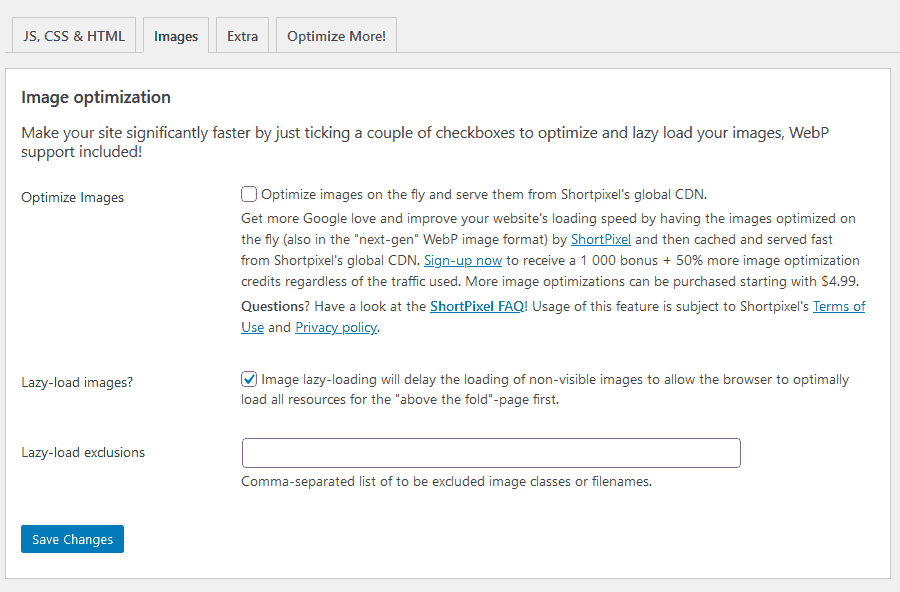 JS, CSS & HTML
Images
Extra
Optimize More!
Image optimization
Make your site significantly faster by just ticking a couple of checkboxes to optimize and lazy load your images, WebP
support included!
Optimize Images
Optimize images on the fly and serve them from Shortpixel's global CDN.
Get more Google love and improve your website's loading speed by having the images optimized on
the fly (also in the "next-gen" WebP image format) by ShortPixel and then cached and served fast
from Shortpixel's global CDN. Sign-up now to receive a 1 000 bonus + 50% more image optimization
credits regardless of the traffic used. More image optimizations can be purchased starting with $4.99.
Questions? Have a look at the ShortPixel FAQ! Usage of this feature is subject to Shortpixel's Terms of
Use and Privacy policy.
Lazy-load images?
Image lazy-loading will delay the loading of non-visible images to allow the browser to optimally
load all resources for the "above the fold"-page first.
Lazy-load exclusions
Comma-separated list of to be excluded image classes or filenames.
Save Changes